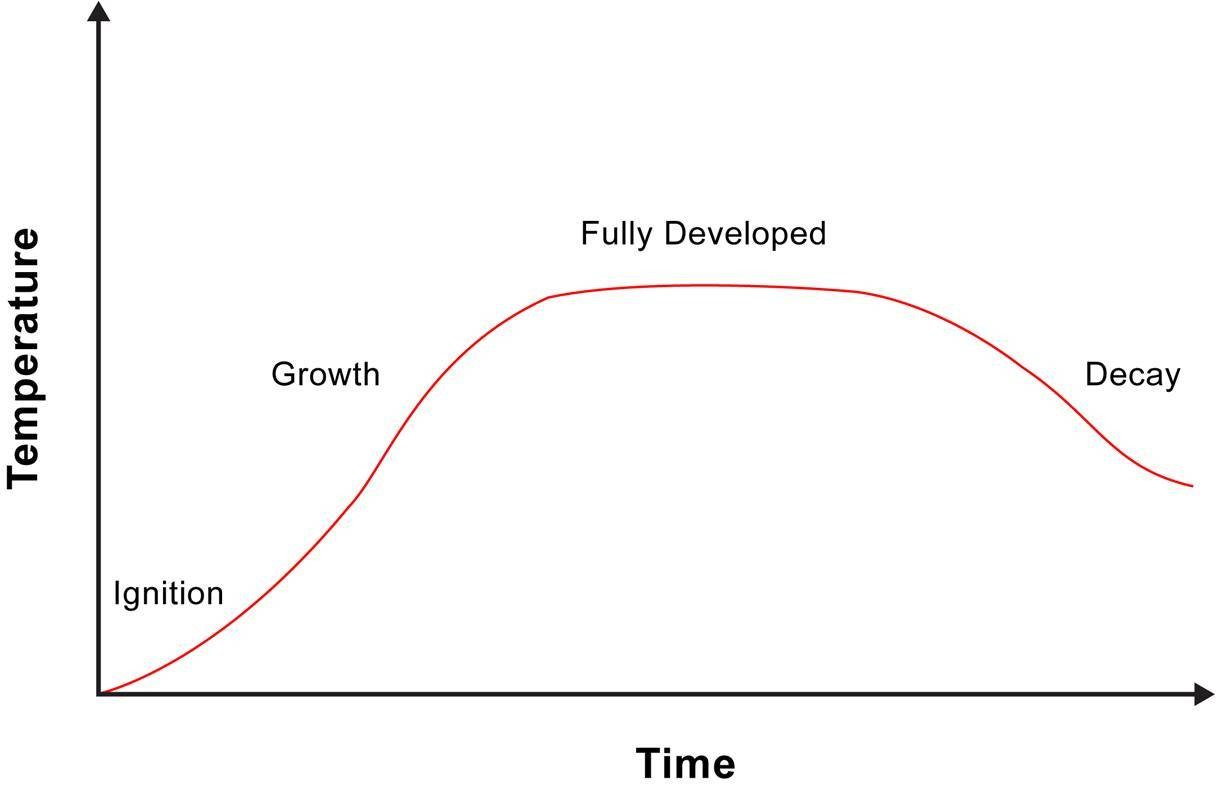 Fully Developed
Growth
Decay
Temperature
Ignition
Time